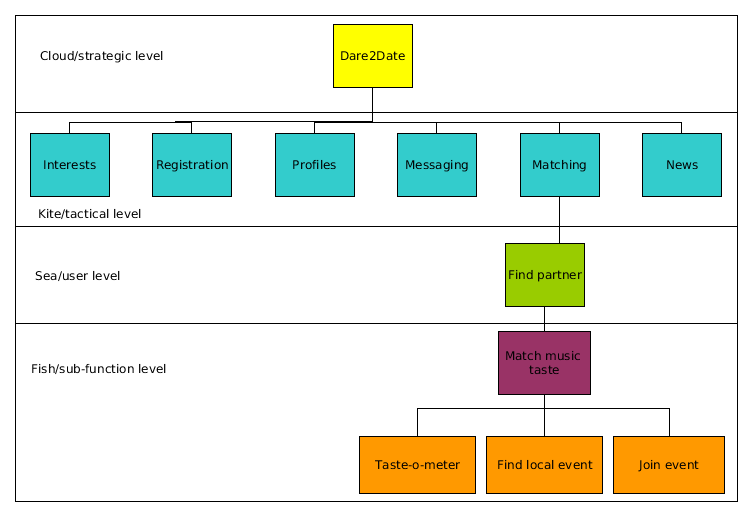 Cloud/strategic level
Dare2Date
Interests
Registration
Profiles
Messaging
Matching
News
Kite/tactical level
Sea/user level
Find partner
Fish/sub-function level
Match music
taste
Taste-o-meter
Find local event
Join event